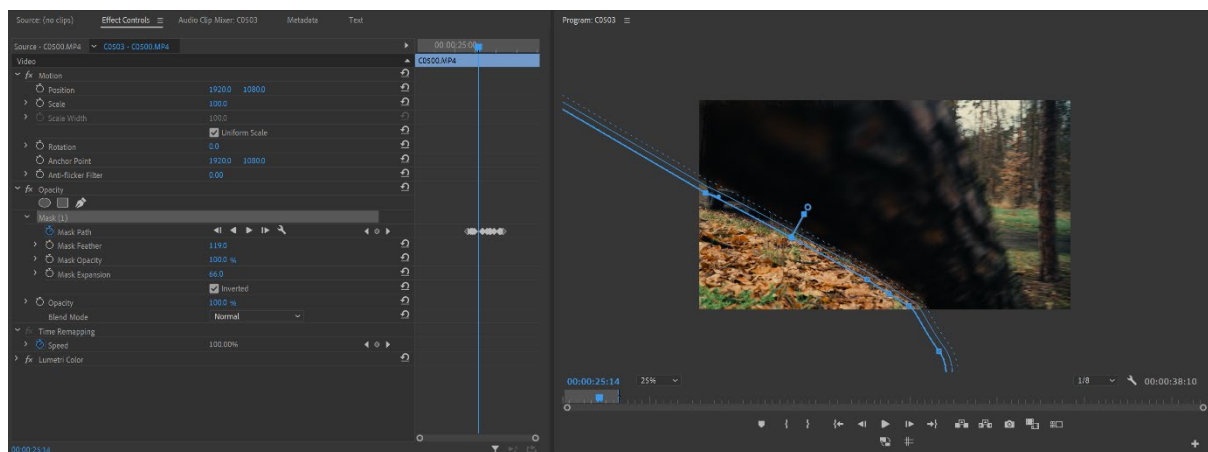 Source: (no clips) Effect Controls Audio Clip Mixer: C0503 Metadata Text
Source - C0500.MP4 C0503 - C0500.MP4 00:00:25:00
Video C0500.MP4
fx Motion
Position 1920.0 1080.0
Scale 100.0
Scale Width 100.0
Uniform Scale
Rotation 0.0
Anchor Point 1920.0 1080.0
Anti-flicker Filter 0.00
fx Opacity
Mask (1)
Mask Path
Mask Feather 119.0
Mask Opacity 100.0 %
Mask Expansion 66.0
Inverted
Opacity 100.0 %
Blend Mode Normal
fx Time Remapping
Speed 100.00%
fx Lumetri Color
00:00:25:14
Program: C0503
00:00:25:14 25% 1/8 00:00:38:10